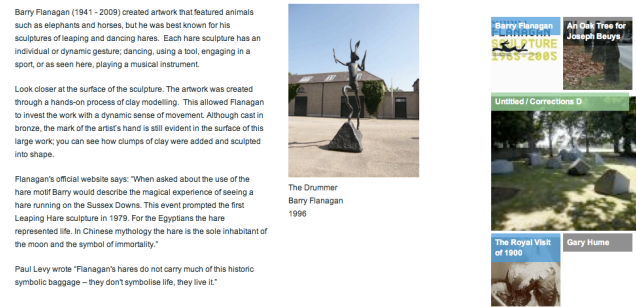 Barry Flanagan (1941 - 2009) created artwork that featured animals
such as elephants and horses, but he was best known for his
sculptures of leaping and dancing hares.  Each hare sculpture has an
individual or dynamic gesture; dancing, using a tool, engaging in a
sport, or as seen here, playing a musical instrument.
Look closer at the surface of the sculpture. The artwork was created
through a hands-on process of clay modelling.  This allowed Flanagan
to invest the work with a dynamic sense of movement. Although cast in
bronze, the mark of the artist's hand is still evident in the surface of this
large work; you can see how clumps of clay were added and sculpted
into shape.
Flanagan's official website says: "When asked about the use of the
hare motif Barry would describe the magical experience of seeing a
hare running on the Sussex Downs. This event prompted the first
Leaping Hare sculpture in 1979. For the Egyptians the hare
represented life. In Chinese mythology the hare is the sole inhabitant of
the moon and the symbol of immortality."
Paul Levy wrote "Flanagan's hares do not carry much of this historic
symbolic baggage – they don't symbolise life, they live it."
The Drummer
Barry Flanagan
1996
Barry Flanagan
FLANAGAN
SCULPTURE
1965-2005
An Oak Tree for
Joseph Beuys
Untitled / Corrections D
The Royal Visit
of 1900
Gary Hume